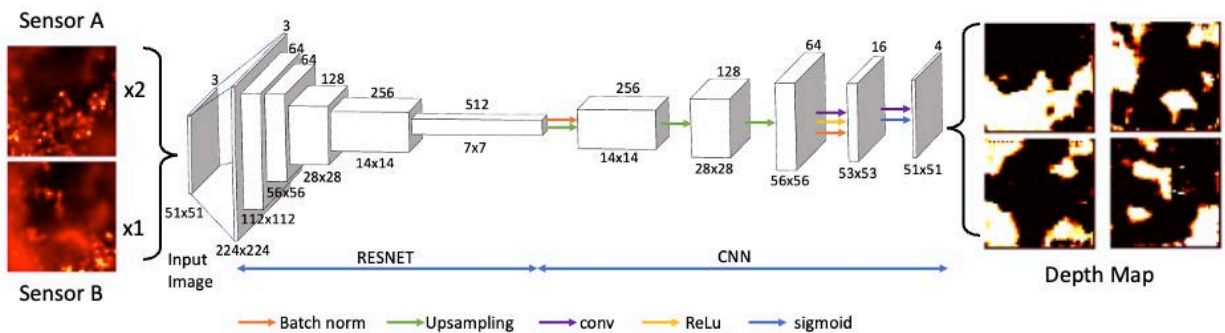 Sensor A
x2
x1
Sensor B
3
51x51
Input
Image
3
224x224
64
112x112
64
56x56
128
28x28
256
14x14
512
7x7
256
14x14
128
28x28
64
56x56
16
53x53
4
51x51
RESNET
CNN
Depth Map
Batch norm
Upsampling
conv
ReLu
sigmoid